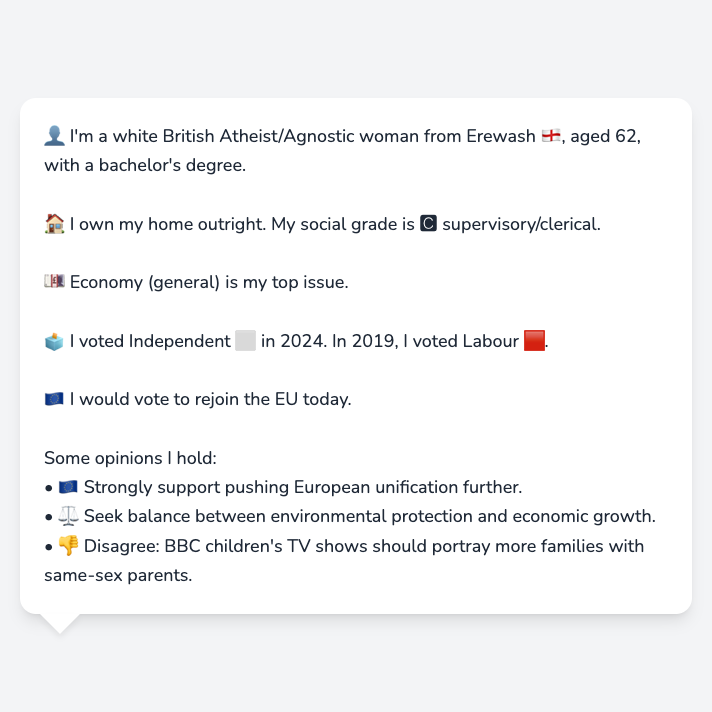 👤 I'm a white British Atheist/Agnostic woman from Erewash 🏴󠁧󠁢󠁥󠁮󠁧󠁿, aged 62,
with a bachelor's degree.
🏠 I own my home outright. My social grade is 🅲 supervisory/clerical.
💷 Economy (general) is my top issue.
🗳️ I voted Independent ⬜ in 2024. In 2019, I voted Labour 🟥.
🇪🇺 I would vote to rejoin the EU today.
Some opinions I hold:
• 🇪🇺 Strongly support pushing European unification further.
• ⚖️ Seek balance between environmental protection and economic growth.
• 👎 Disagree: BBC children's TV shows should portray more families with
same-sex parents.